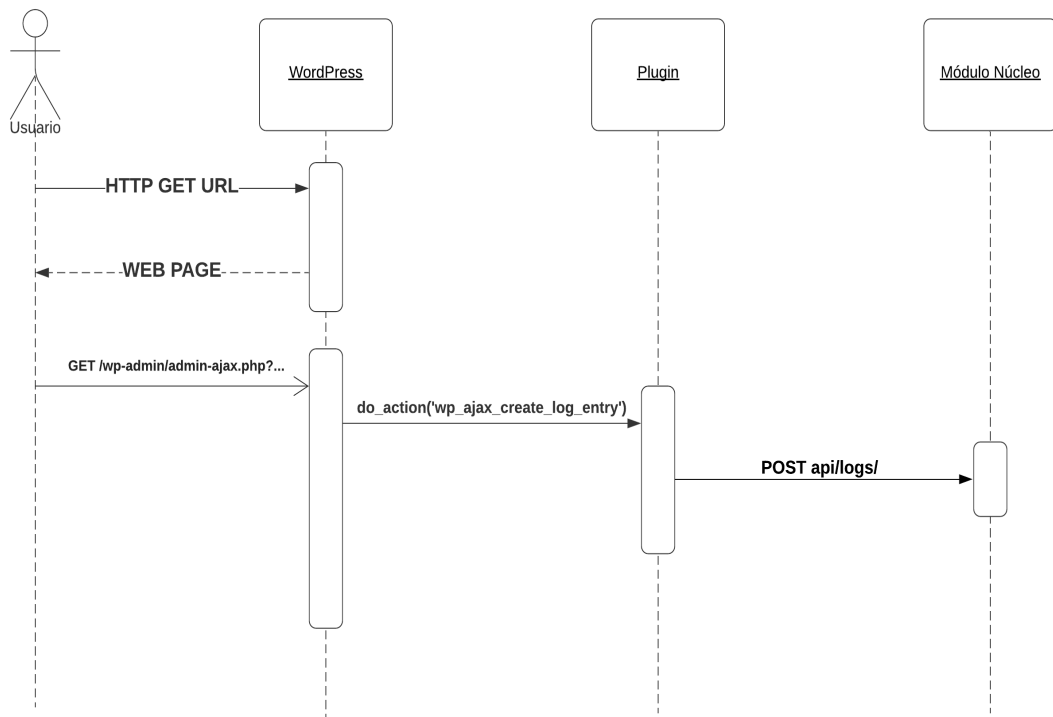 WordPress
Plugin
Módulo Núcleo
Usuario
HTTP GET URL
WEB PAGE
GET /wp-admin/admin-ajax.php?...
do_action('wp_ajax_create_log_entry')
POST api/logs/